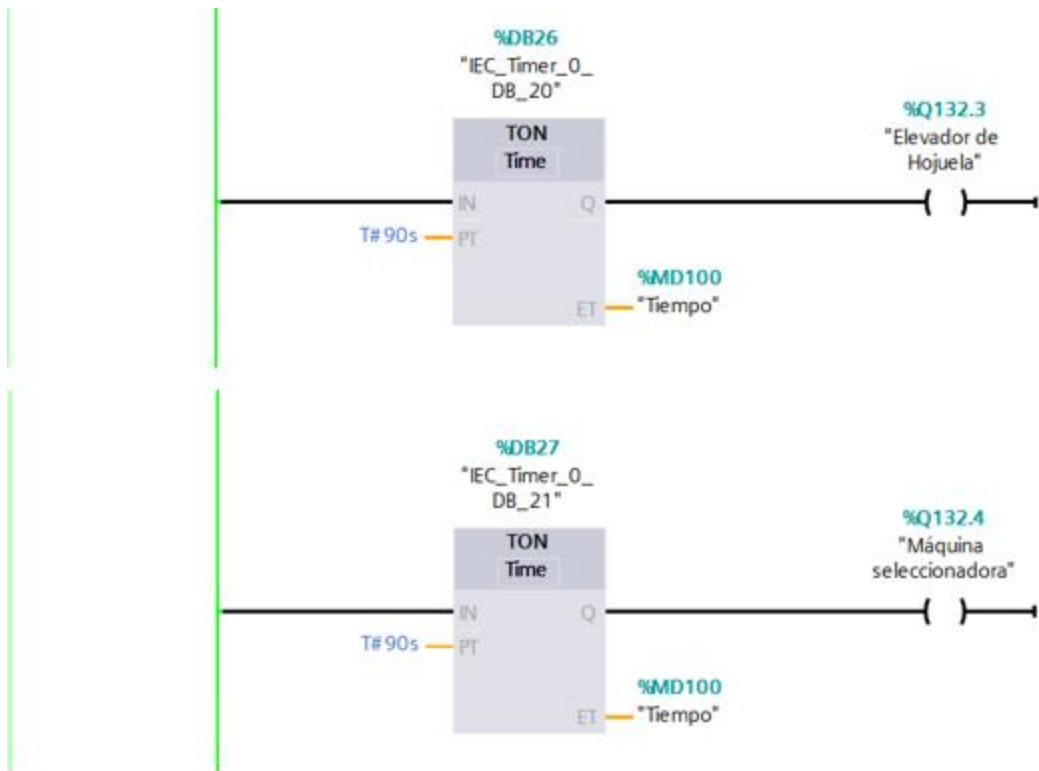 %DB26
"IEC_Timer_0_
DB_20"
%Q132.3
"Elevador de
Hojuela"
TON
Time
IN
Q
T#90s
PT
%MD100
"Tiempo"
ET
%DB27
"IEC_Timer_0_
DB_21"
%Q132.4
"Máquina
seleccionadora"
TON
Time
IN
Q
T#90s
PT
%MD100
"Tiempo"
ET